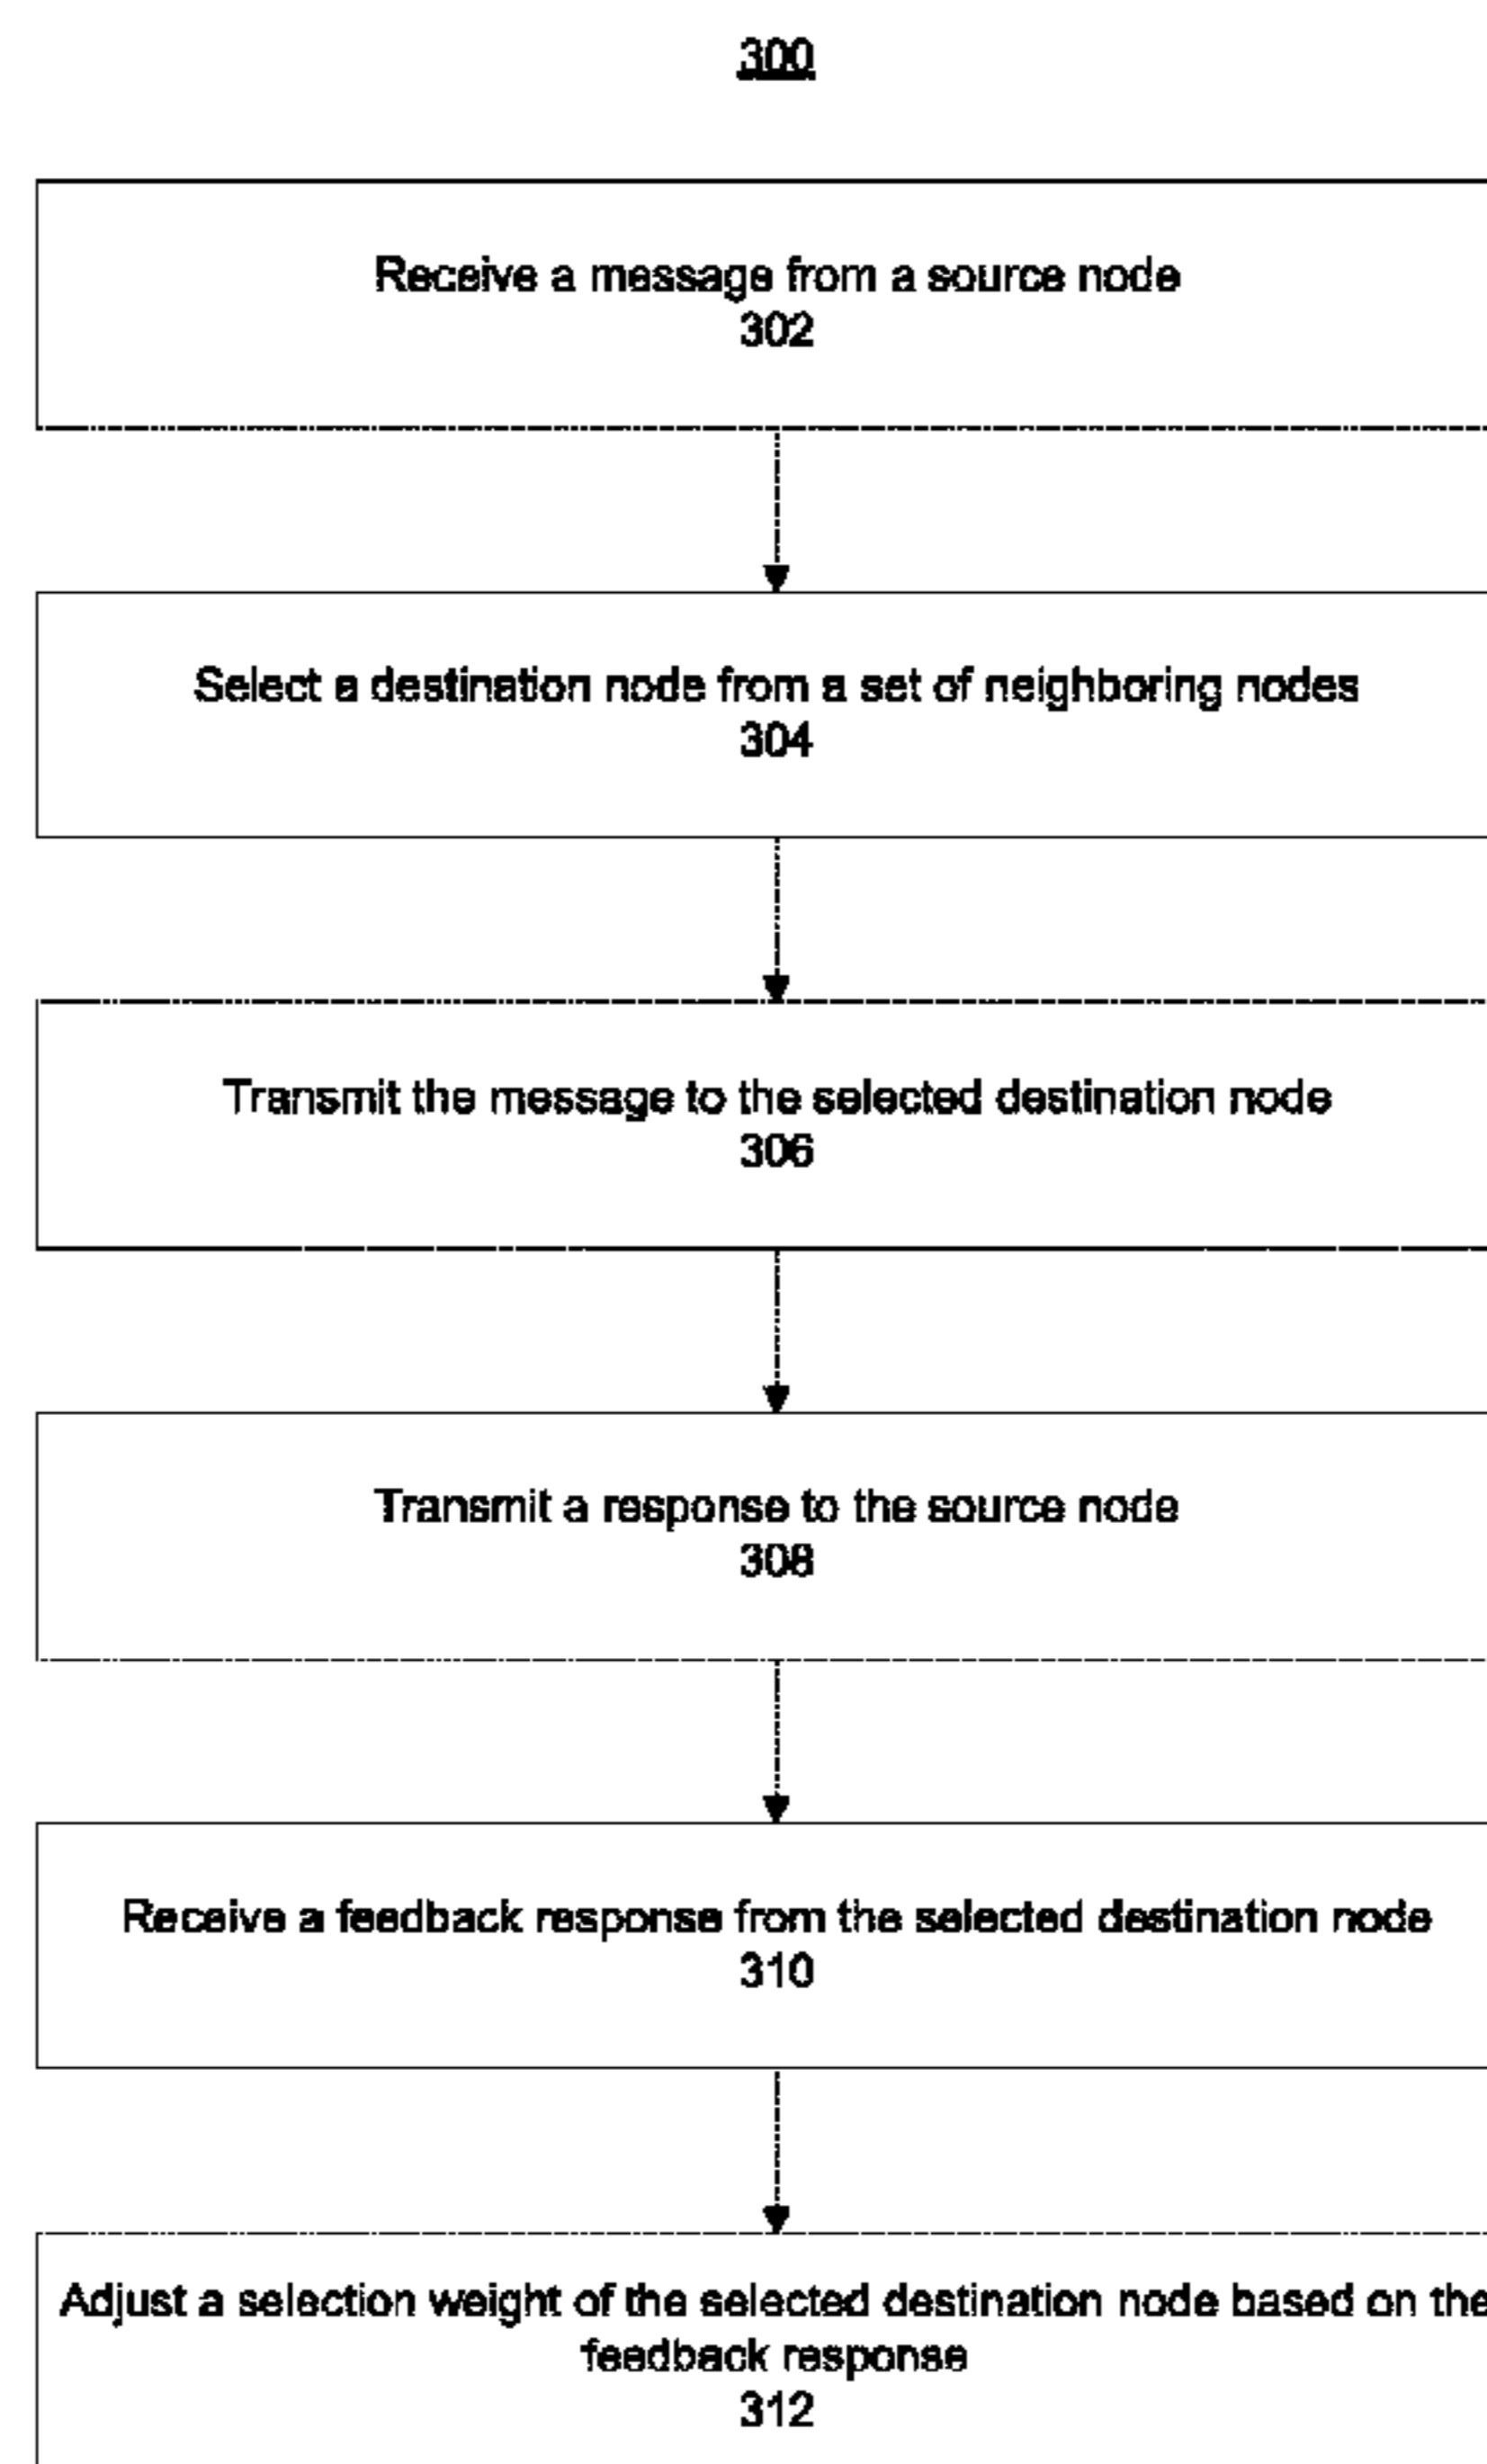 300
Receive a message from a source node
302
Select a destination node from a set of neighboring nodes
304
Transmit the message to the selected destination node
306
Transmit a response to the source node
308
Receive a feedback response from the selected destination node
310
Adjust a selection weight of the selected destination node based on the
feedback response
312